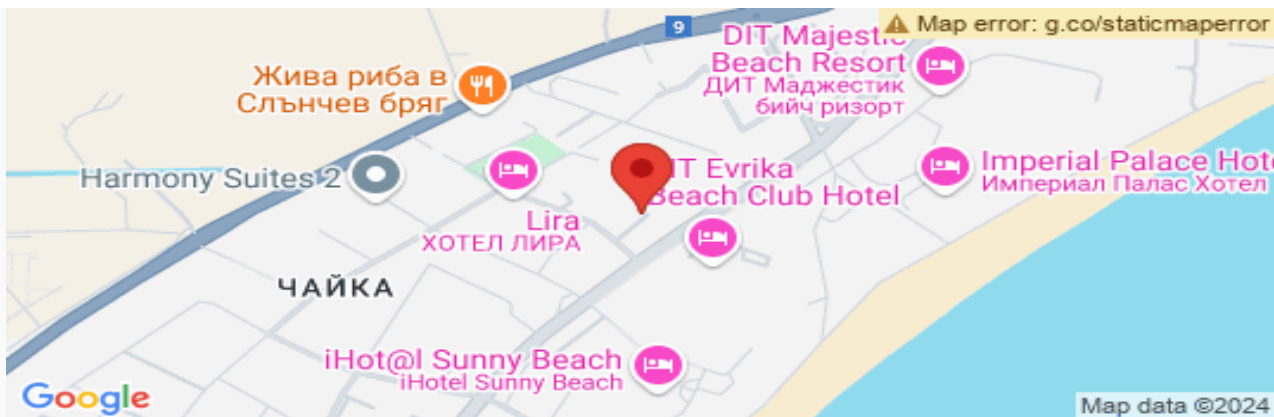 9
Map error: g.co/staticmaperror
DIT Majestic
Beach Resort
ДИТ Маджестик
бийч ризорт
Жива риба в
Слънчев бряг
Harmony Suites 2
Imperial Palace Hot
Империал Палас Хотел
IT Evrika
Beach Club Hotel
Lira
ХОТЕЛ ЛИРА
ЧАЙКА
iHot@l Sunny Beach
iHotel Sunny Beach
Google
Map data ©2024